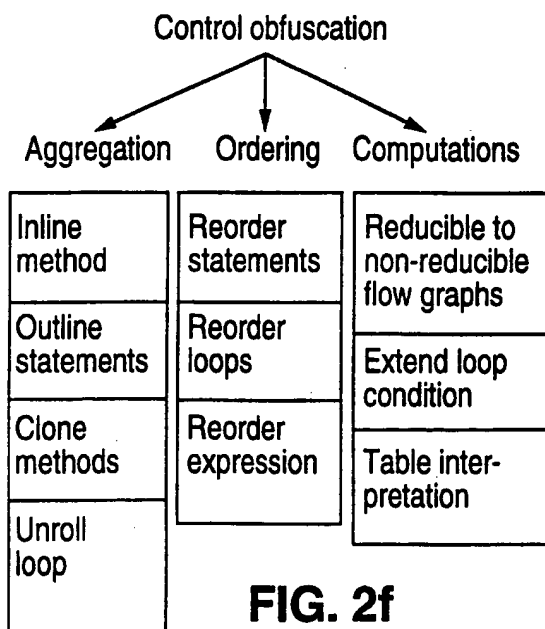 Control obfuscation
Aggregation
Ordering
Computations
Inline
method
Outline
statements
Clone
methods
Unroll
loop
Reorder
statements
Reorder
loops
Reorder
expression
Reducible to
non-reducible
flow graphs
Extend loop
condition
Table inter-
pretation
FIG. 2f